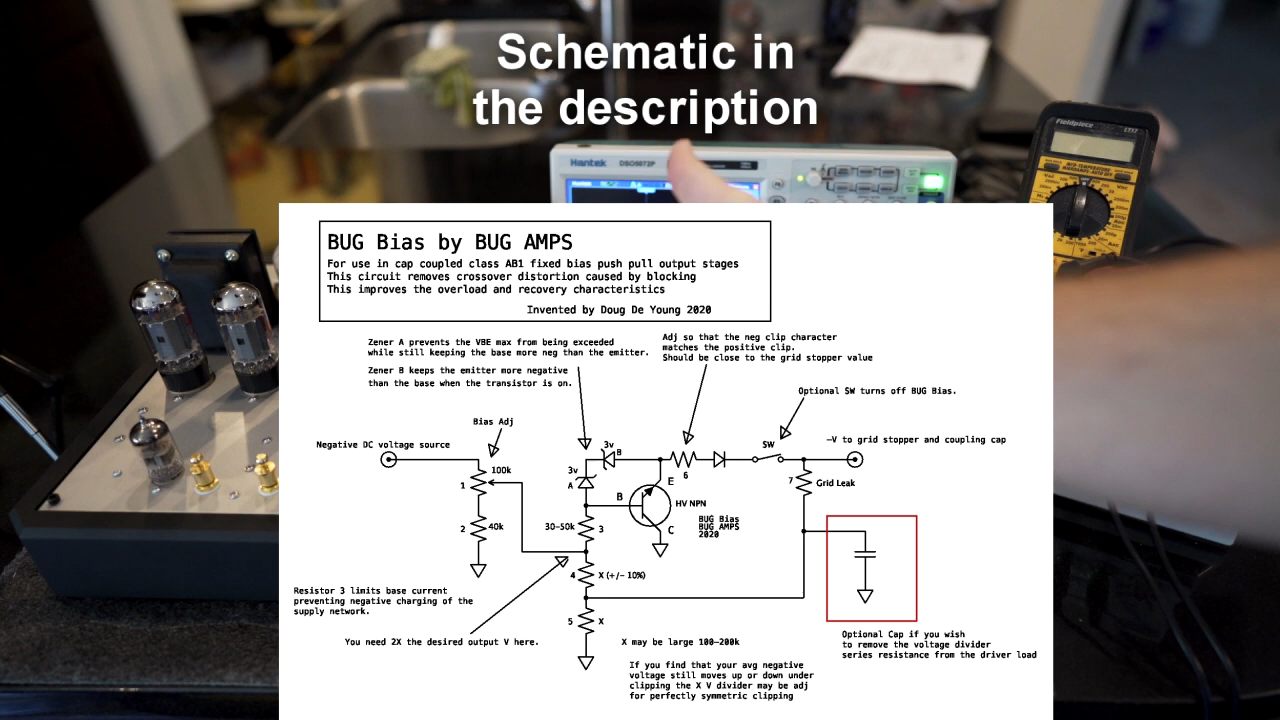 Schematic in
the description
Hantek
DSO5072P
Fieldpiece
BUG Bias by BUG AMPS
For use in cap coupled class AB1 fixed bias push pull output stages
This circuit removes crossover distortion caused by blocking
This improves the overload and recovery characteristics
Invented by Doug De Young 2020
Zener A prevents the VBE max from being exceeded
while still keeping the base more neg than the emitter.
Zener B keeps the emitter more negative
than the base when the transistor is on.
Adj so that the neg clip character
matches the positive clip.
Should be close to the grid stopper value
Optional SW turns off BUG Bias.
Bias Adj
Negative DC voltage source
-V to grid stopper and coupling cap
3v
B
SW
100k
1
3v
A
6
E
7
Grid Leak
B
HV NPN
2
40k
30-50k
3
C
BUG Bias
BUG AMPS
2020
4
X (+/- 10%)
Resistor 3 limits base current
preventing negative charging of the
supply network.
5
X
You need 2X the desired output V here.
X may be large 100-200k
Optional Cap if you wish
to remove the voltage divider
series resistance from the driver load
If you find that your avg negative
voltage still moves up or down under
clipping the X V divider may be adj
for perfectly symmetric clipping